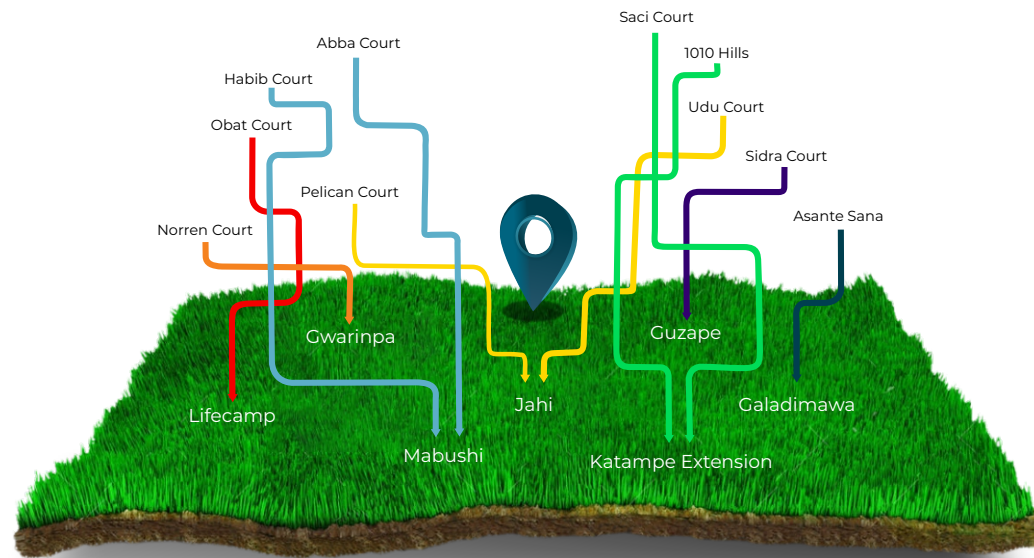 Saci Court
Abba Court
1010 Hills
Habib Court
Udu Court
Obat Court
Sidra Court
Pelican Court
Asante Sana
Norren Court
Guzape
Gwarinpa
Jahi
Galadimawa
Lifecamp
Mabushi
Katampe Extension